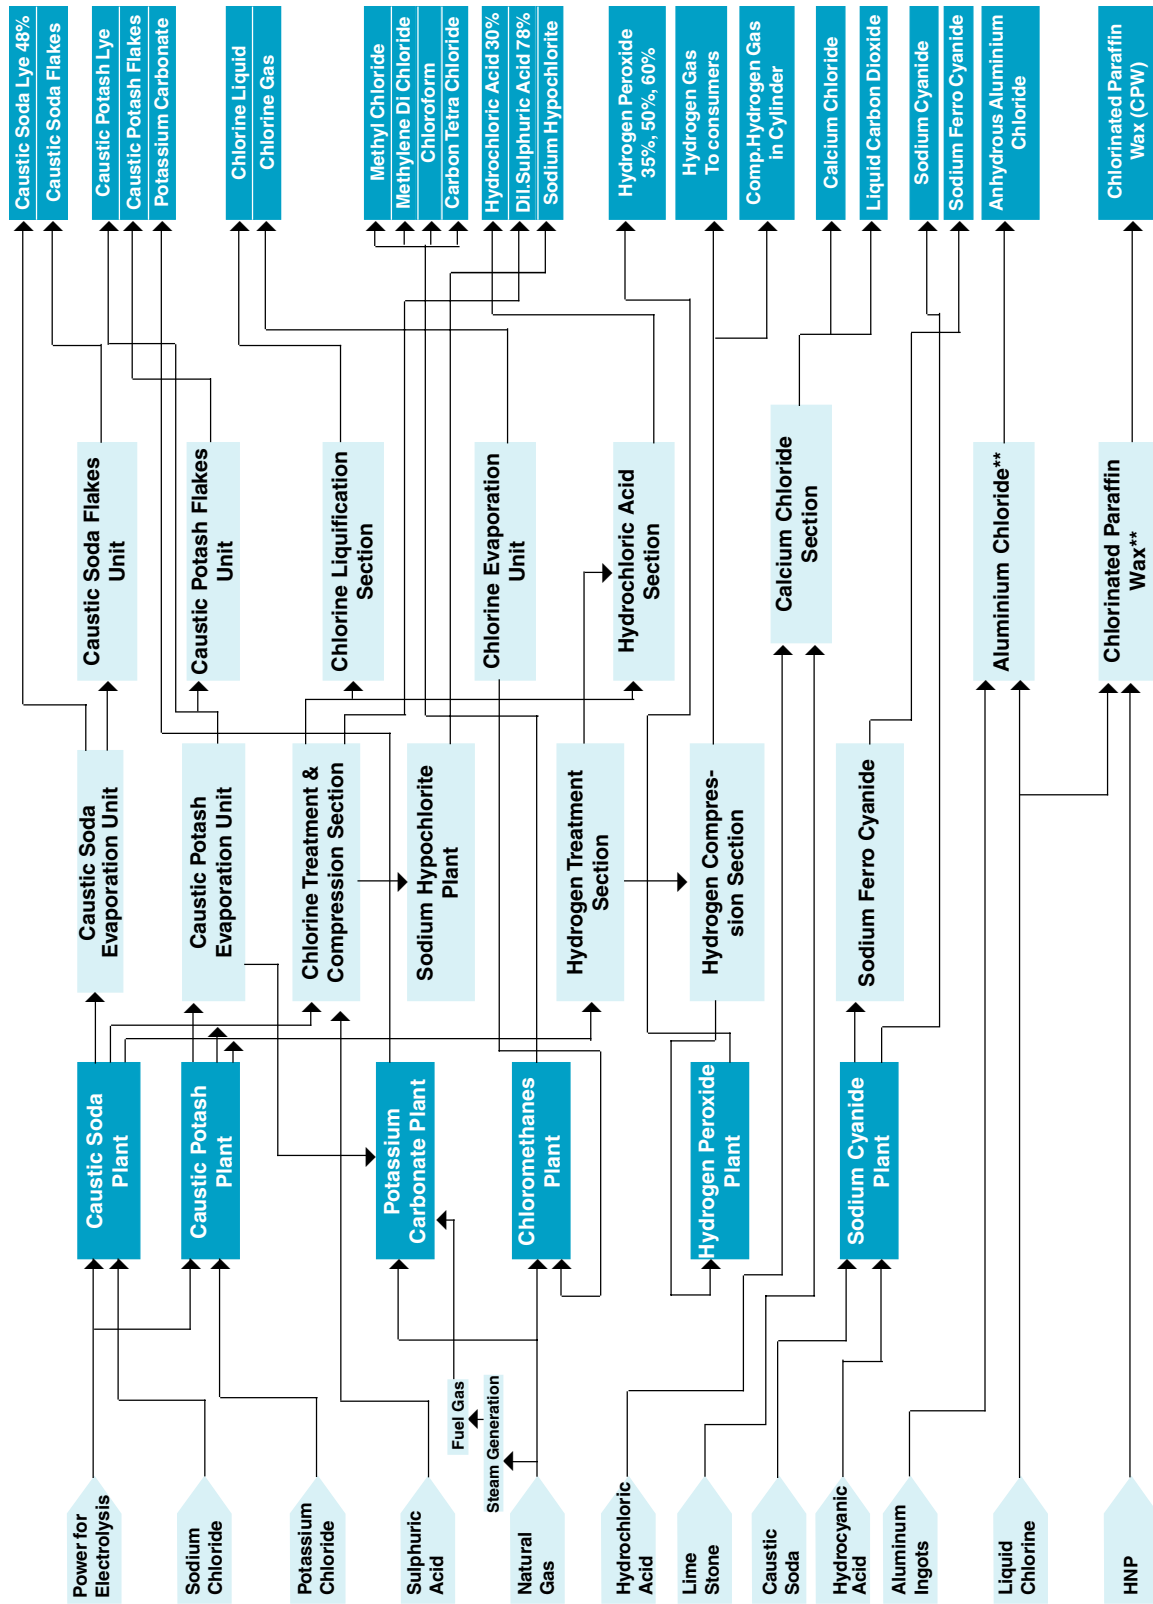 Power for
Electrolysis
Sodium
Chloride
Potassium
Chloride
Sulphuric
Acid
Natural
Gas
Hydrochloric
Acid
Lime
Stone
Caustic
Soda
Hydrocyanic
Acid
Aluminum
Ingots
Liquid
Chlorine
HNP
Steam Generation
Fuel Gas
Caustic Soda
Plant
Caustic Potash
Plant
Potassium
Carbonate Plant
Chloromethanes
Plant
Hydrogen Peroxide
Plant
Sodium Cyanide
Plant
Caustic Soda
Evaporation Unit
Caustic Potash
Evaporation Unit
Chlorine Treatment &
Compression Section
Sodium Hypochlorite
Plant
Hydrogen Treatment
Section
Hydrogen Compres-
sion Section
Sodium Ferro Cyanide
Caustic Soda Flakes
Unit
Caustic Potash Flakes
Unit
Chlorine Liquification
Section
Chlorine Evaporation
Unit
Hydrochloric Acid
Section
Calcium Chloride
Section
Aluminium Chloride**
Chlorinated Paraffin
Wax**
Caustic Soda Lye 48%
Caustic Soda Flakes
Caustic Potash Lye
Caustic Potash Flakes
Potassium Carbonate
Chlorine Liquid
Chlorine Gas
Methyl Chloride
Methylene Di Chloride
Chloroform
Carbon Tetra Chloride
Hydrochloric Acid 30%
Dil.Sulphuric Acid 78%
Sodium Hypochlorite
Hydrogen Peroxide
35%, 50%, 60%
Hydrogen Gas
To consumers
Comp.Hydrogen Gas
in Cylinder
Calcium Chloride
Liquid Carbon Dioxide
Sodium Cyanide
Sodium Ferro Cyanide
Anhydrous Aluminium
Chloride
Chlorinated Paraffin
Wax (CPW)